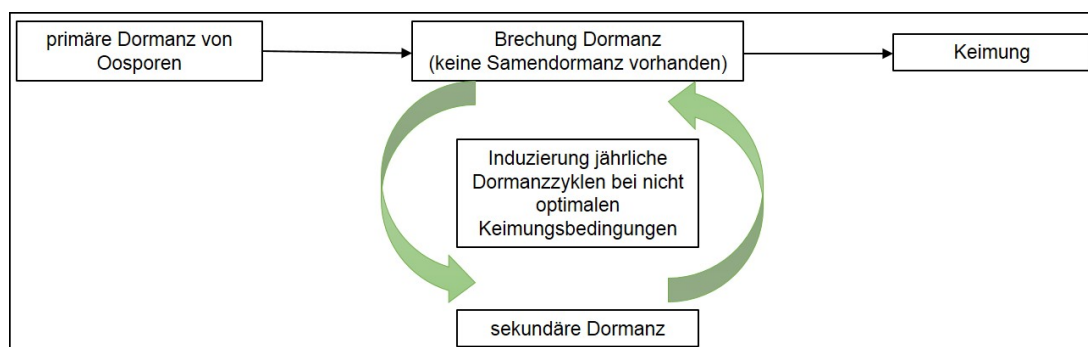 primäre Dormanz von
Oosporen
Brechung Dormanz
(keine Samendormanz vorhanden)
Keimung
Induzierung jährliche
Dormanzzyklen bei nicht
optimalen
Keimungsbedingungen
sekundäre Dormanz